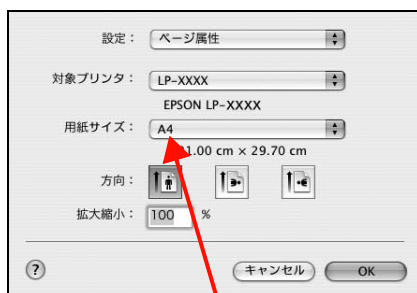 設定： ページ属性
対象プリンタ： LP-XXXX
EPSON LP-XXXX
用紙サイズ： A4
1.00 cm × 29.70 cm
方向：
拡大縮小： 100 %
? キャンセル OK